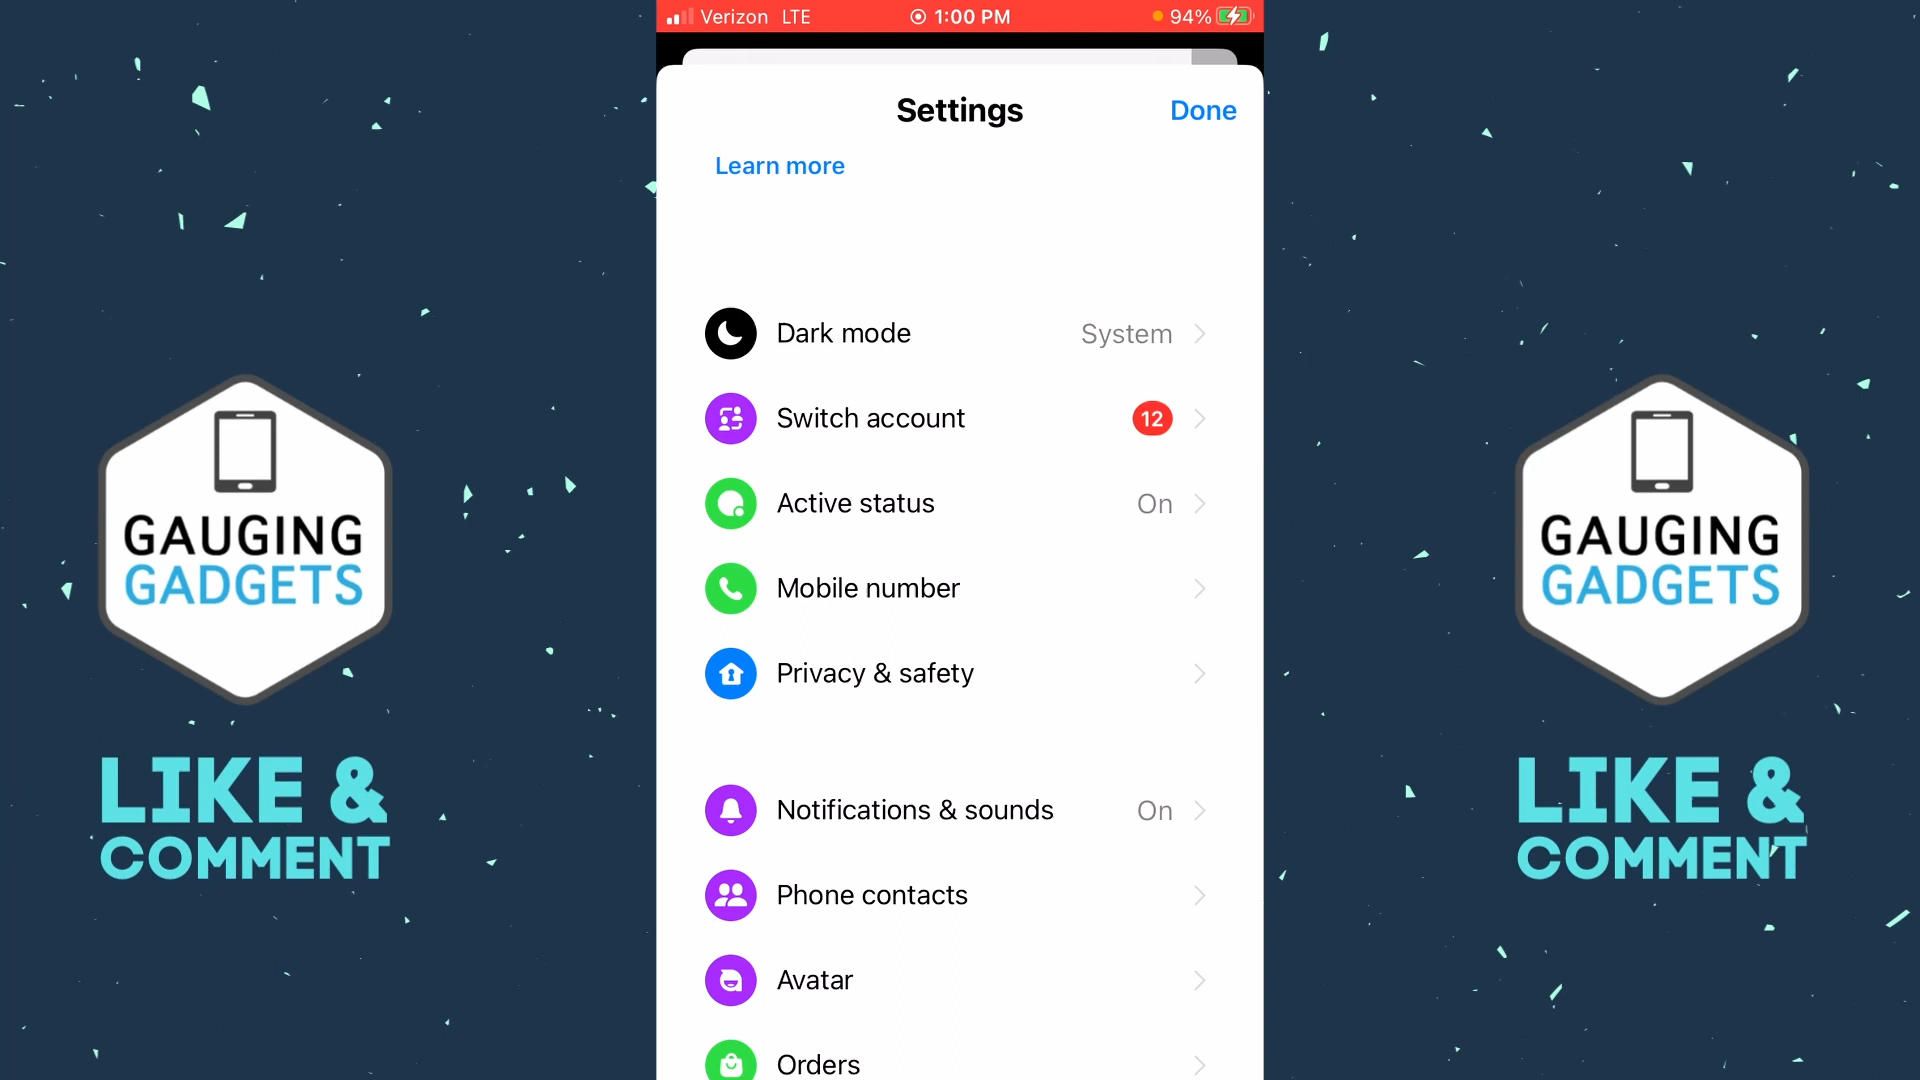 Verizon LTE 1:00 PM 94%
Settings Done
Learn more
Dark mode System
Switch account 12
Active status On
Mobile number
Privacy & safety
Notifications & sounds On
Phone contacts
Avatar
Orders
GAUGING
GADGETS
LIKE &
COMMENT
GAUGING
GADGETS
LIKE &
COMMENT